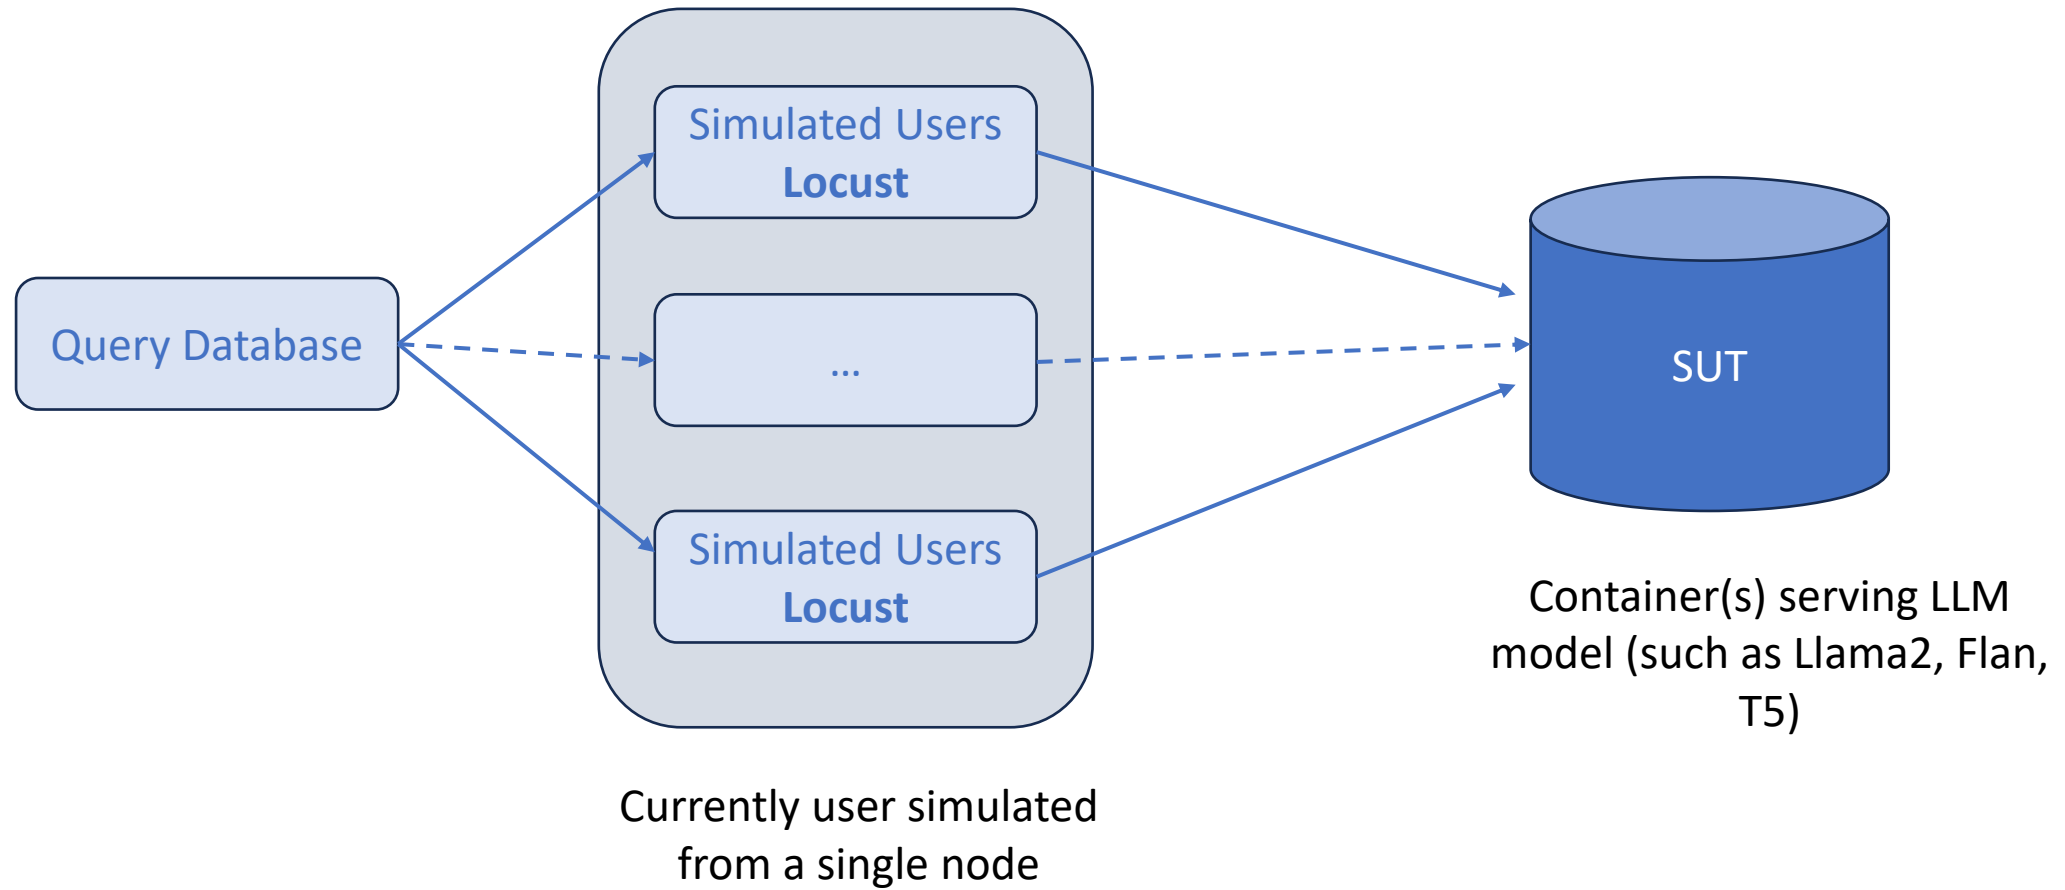 Query Database
Simulated Users
Locust
...
Simulated Users
Locust
Currently user simulated
from a single node
SUT
Container(s) serving LLM
model (such as Llama2, Flan,
T5)